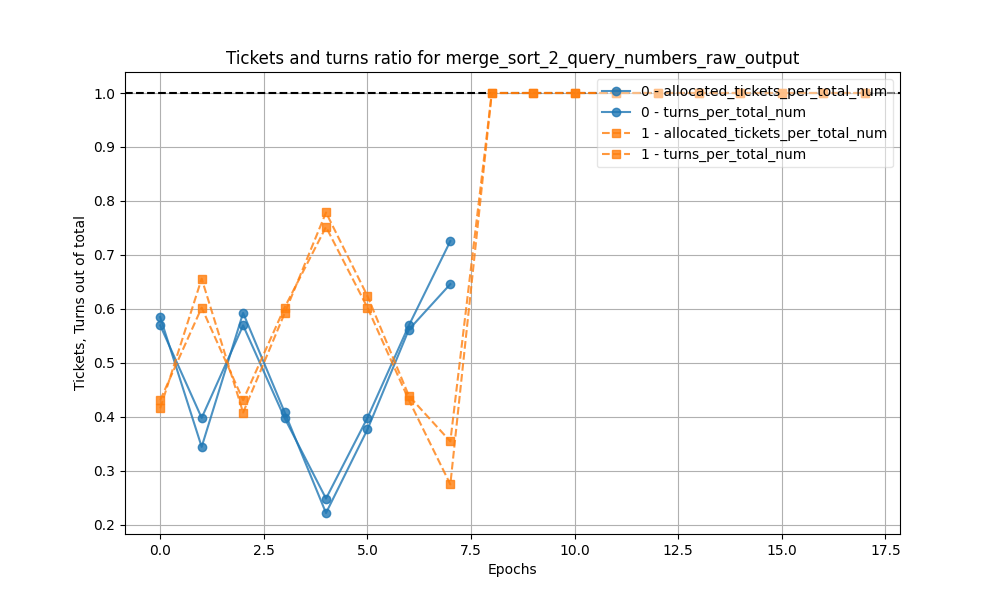 Tickets and turns ratio for merge_sort_2_query_numbers_raw_output
1.0
0.9
0.8
0.7
0.6
0.5
0.4
0.3
0.2
Tickets, Turns out of total
0 - allocated_tickets_per_total_num
0 - turns_per_total_num
1 - allocated_tickets_per_total_num
1 - turns_per_total_num
0.0 2.5 5.0 7.5 10.0 12.5 15.0 17.5
Epochs